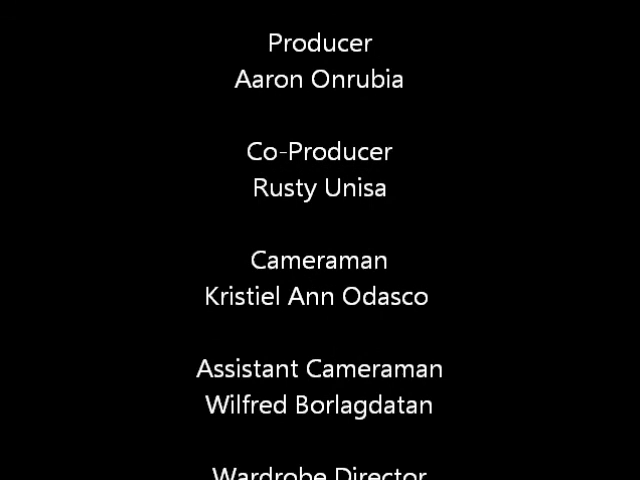 Producer
Aaron Onrubia
Co-Producer
Rusty Unisa
Cameraman
Kristiel Ann Odasco
Assistant Cameraman
Wilfred Borlagdatan
Wardrobe Director